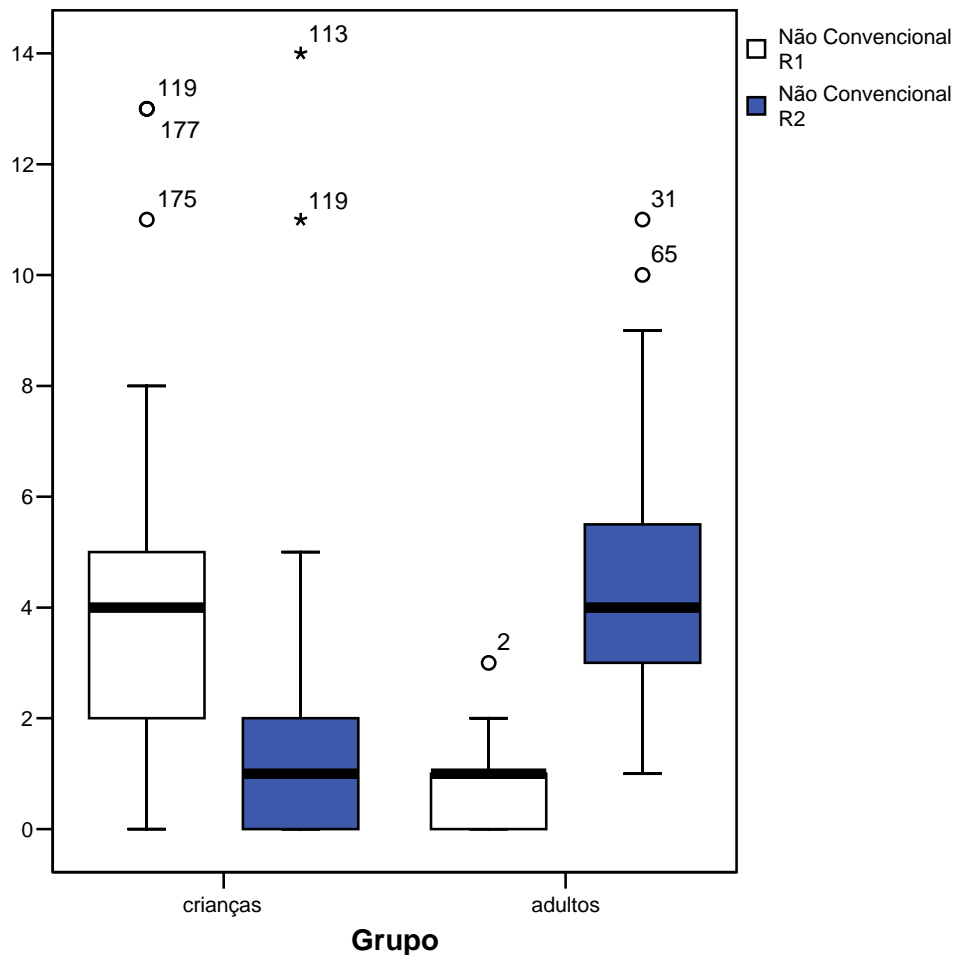 14
12
10
8
6
4
2
0
119
177
175
113
119
2
31
65
crianças
adultos
Grupo
Não Convencional
R1
Não Convencional
R2